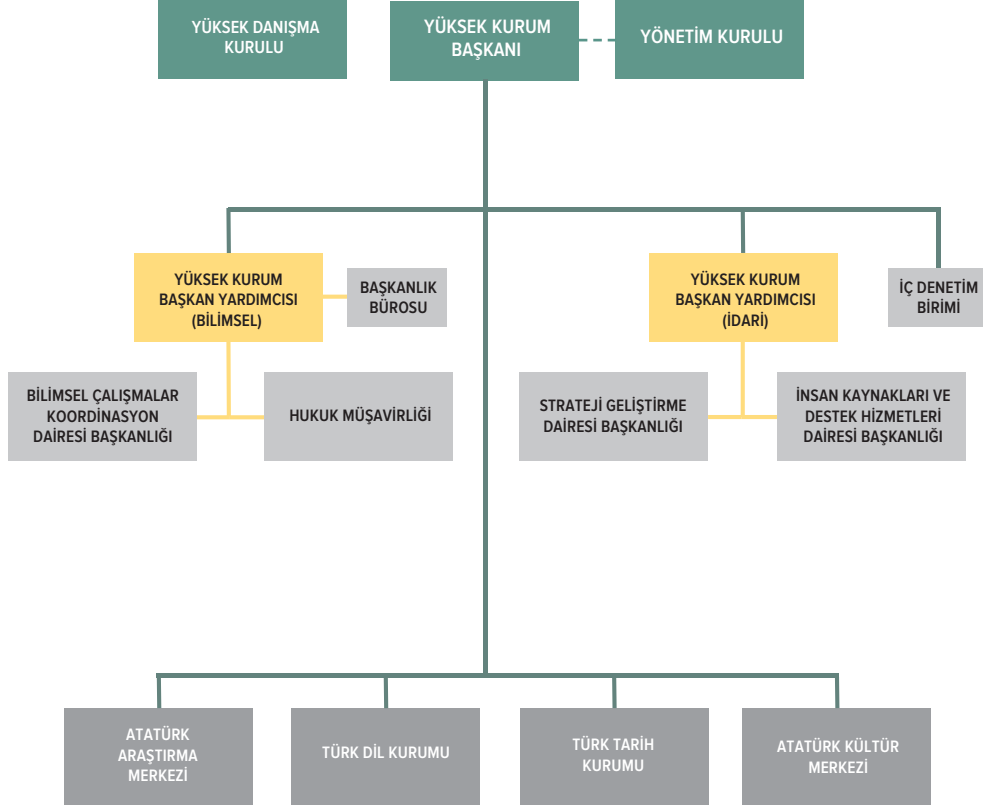 YÜKSEK DANIŞMA
KURULU
YÜKSEK KURUM
BAŞKANI
YÖNETİM KURULU
YÜKSEK KURUM
BAŞKAN YARDIMCISI
(BİLİMSEL)
BAŞKANLIK
BÜROSU
YÜKSEK KURUM
BAŞKAN YARDIMCISI
(İDARİ)
İÇ DENETİM
BİRİMİ
BİLİMSEL ÇALIŞMALAR
KOORDİNASYON
DAİRESİ BAŞKANLIĞI
HUKUK MÜŞAVİRLİĞİ
STRATEJİ GELİŞTİRME
DAİRESİ BAŞKANLIĞI
İNSAN KAYNAKLARI VE
DESTEK HİZMETLERİ
DAİRESİ BAŞKANLIĞI
ATATÜRK
ARAŞTIRMA
MERKEZİ
TÜRK DİL KURUMU
TÜRK TARİH
KURUMU
ATATÜRK KÜLTÜR
MERKEZİ